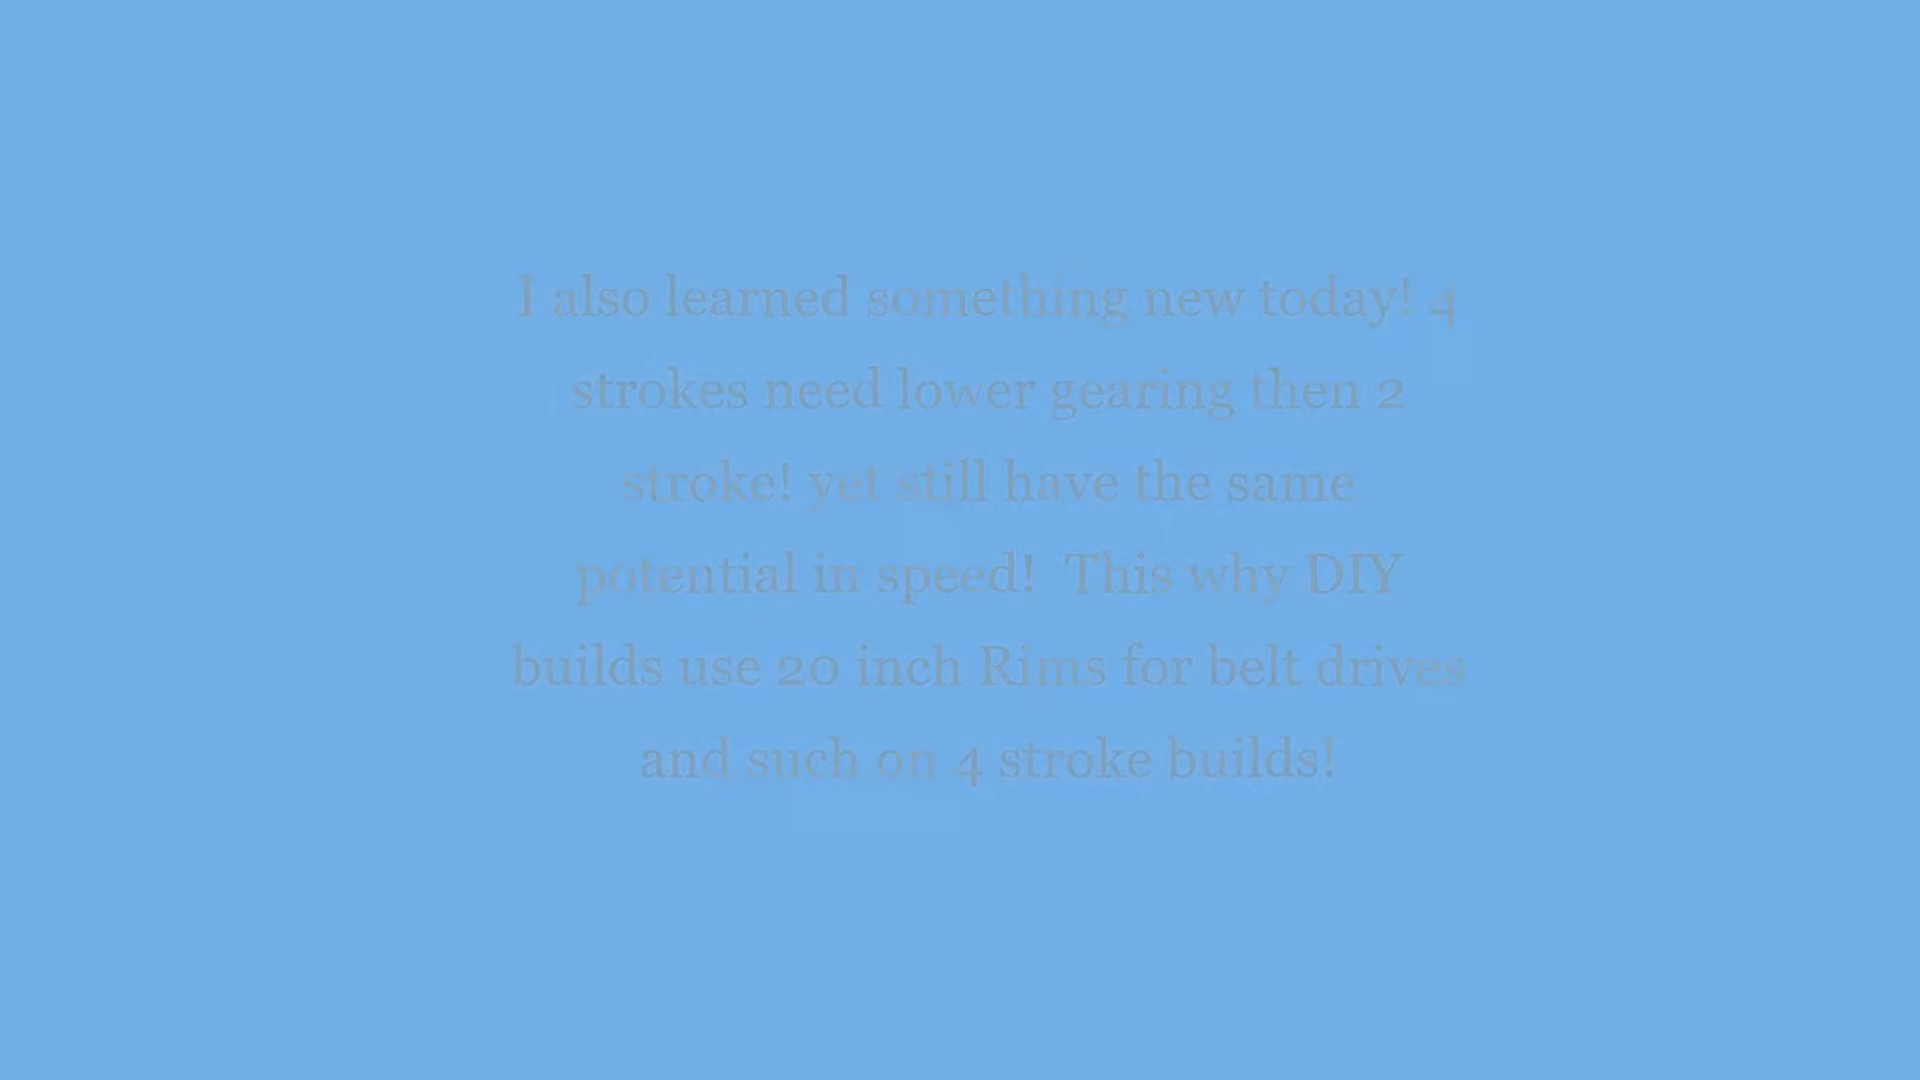 I also learned something new today! 4
strokes need lower gearing then 2
stroke! yet still have the same
potential in speed!  This why DIY
builds use 20 inch Rims for belt drives
and such on 4 stroke builds!